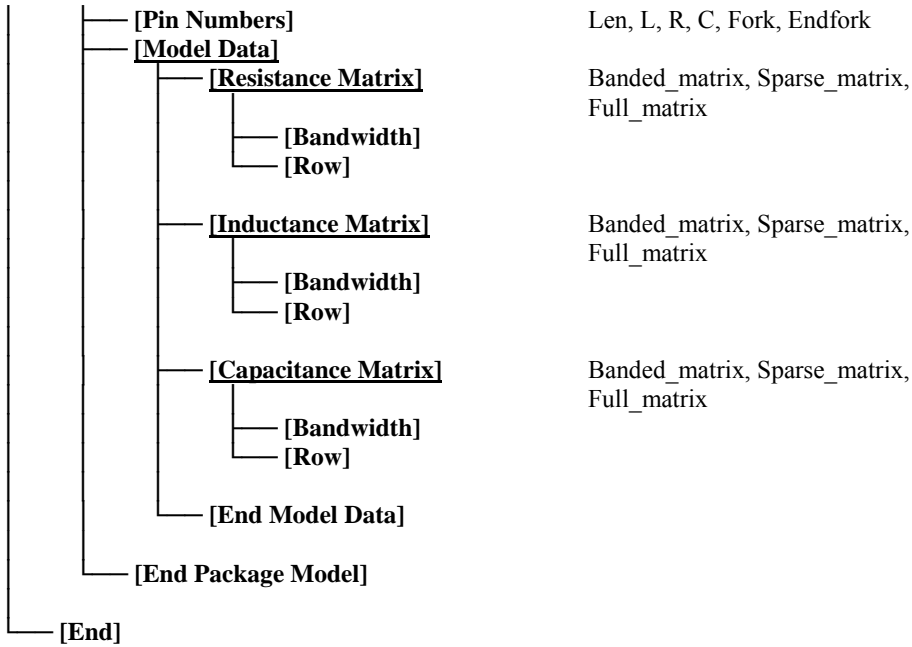 [Pin Numbers] Len, L, R, C, Fork, Endfork
[Model Data]
[Resistance Matrix] Banded_matrix, Sparse_matrix,
Full_matrix
[Bandwidth]
[Row]
[Inductance Matrix] Banded_matrix, Sparse_matrix,
Full_matrix
[Bandwidth]
[Row]
[Capacitance Matrix] Banded_matrix, Sparse_matrix,
Full_matrix
[Bandwidth]
[Row]
[End Model Data]
[End Package Model]
[End]